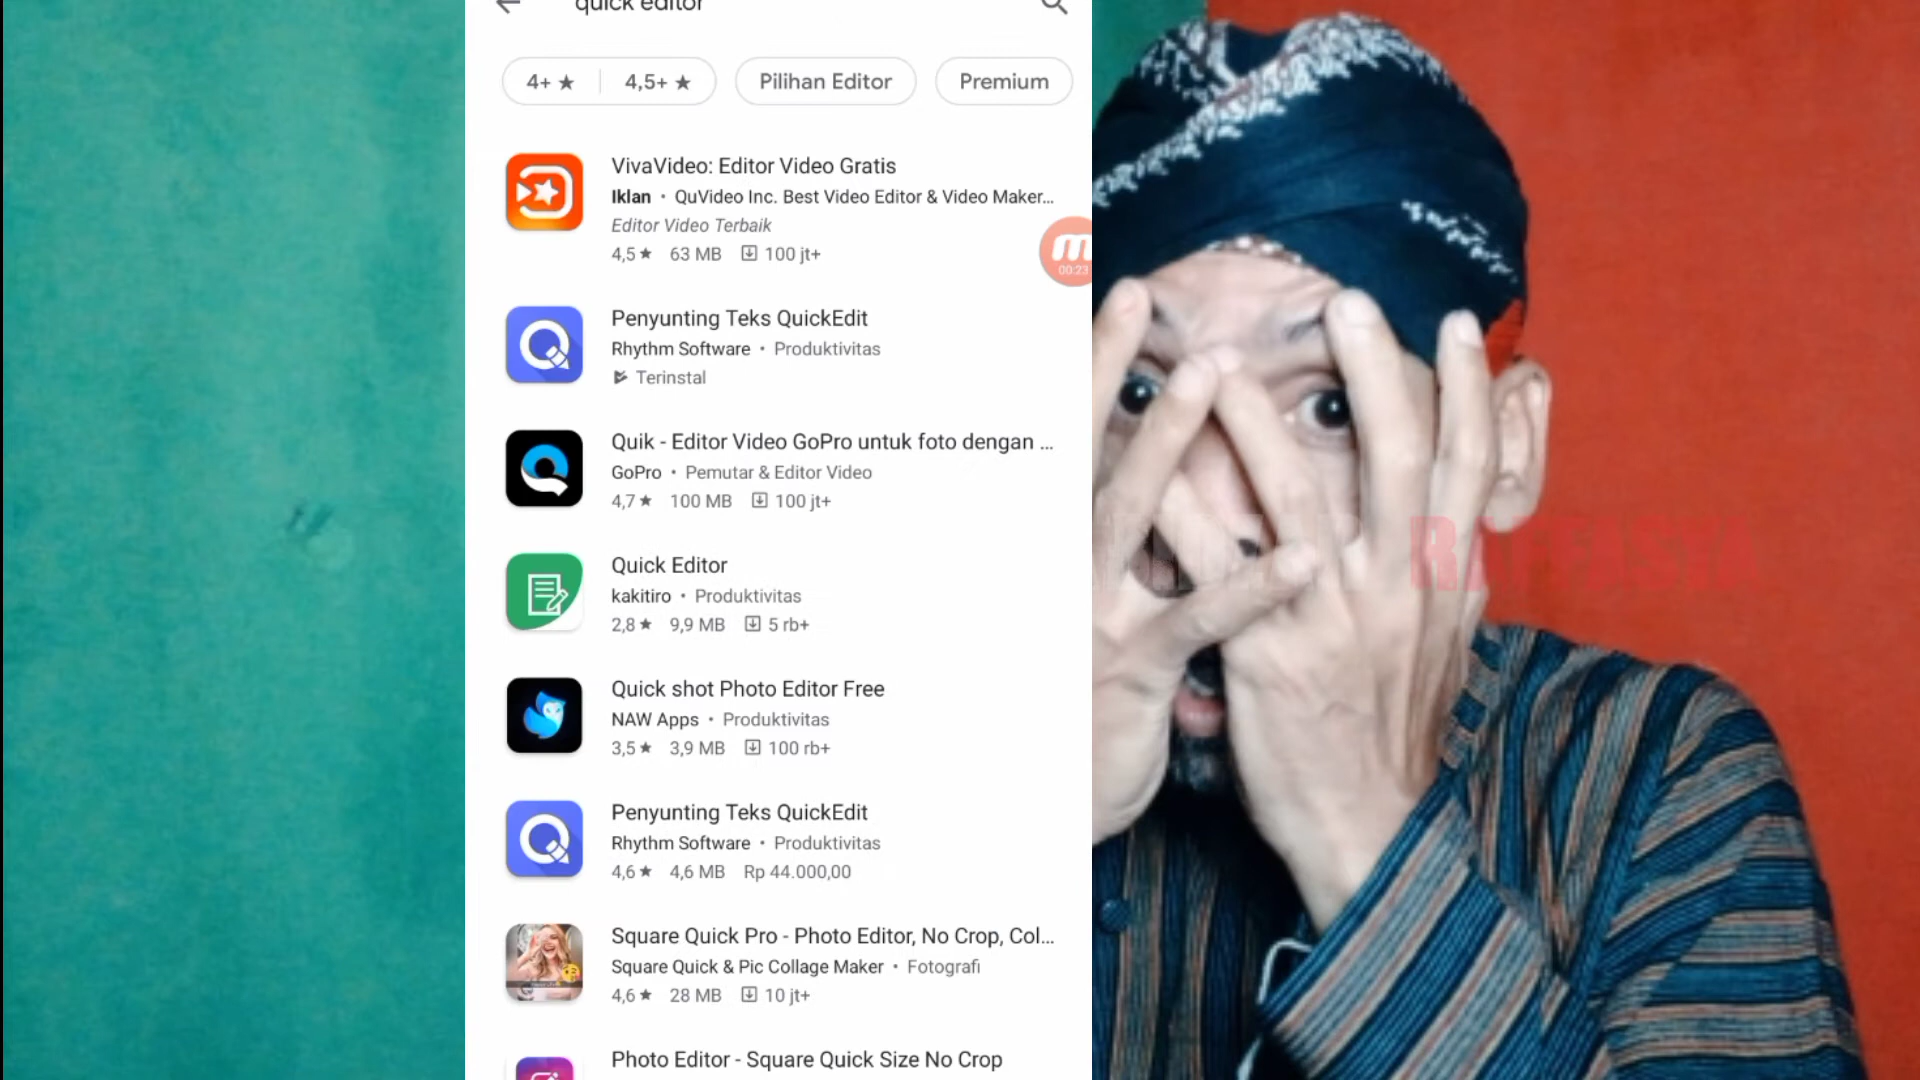 quick editor
4+ ★
4,5+ ★
Pilihan Editor
Premium
VivaVideo: Editor Video Gratis
Iklan • QuVideo Inc. Best Video Editor & Video Maker...
Editor Video Terbaik
4,5 ★ 63 MB 100 jt+
00:23
Penyunting Teks QuickEdit
Rhythm Software • Produktivitas
Terinstal
Quik - Editor Video GoPro untuk foto dengan ...
GoPro • Pemutar & Editor Video
4,7 ★ 100 MB 100 jt+
Quick Editor
kakitiro • Produktivitas
2,8 ★ 9,9 MB 5 rb+
RAFFASYA
Quick shot Photo Editor Free
NAW Apps • Produktivitas
3,5 ★ 3,9 MB 100 rb+
Penyunting Teks QuickEdit
Rhythm Software • Produktivitas
4,6 ★ 4,6 MB Rp 44.000,00
Square Quick Pro - Photo Editor, No Crop, Col...
Square Quick & Pic Collage Maker • Fotografi
4,6 ★ 28 MB 10 jt+
Photo Editor - Square Quick Size No Crop